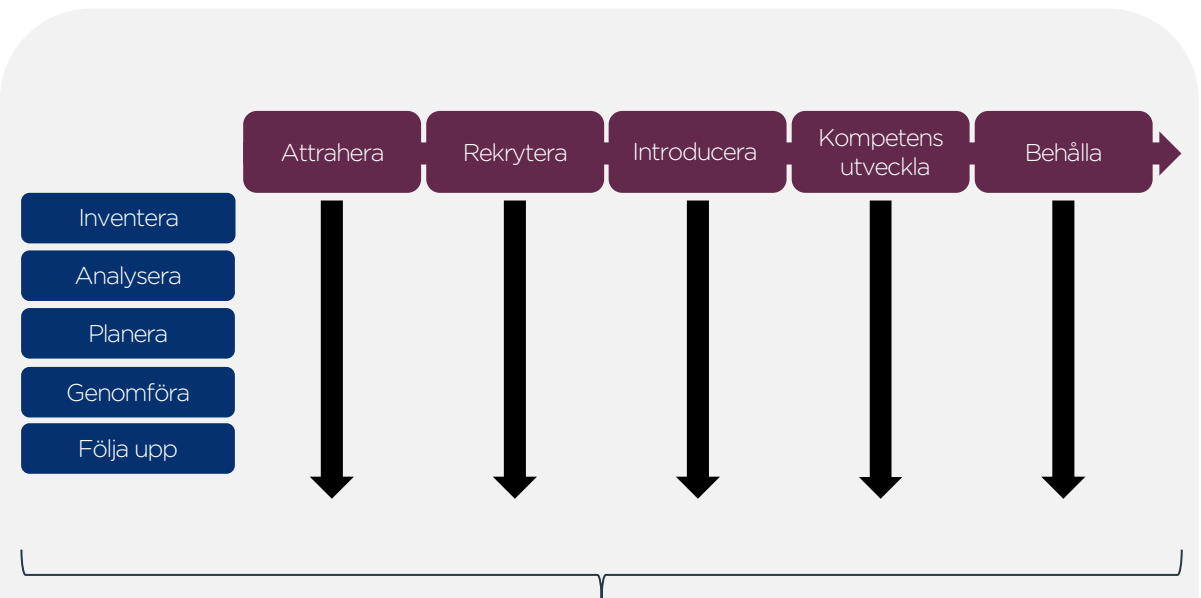 Attrahera
Rekrytera
Introducera
Kompetens
utveckla
Behålla
Inventera
Analysera
Planera
Genomföra
Följa upp